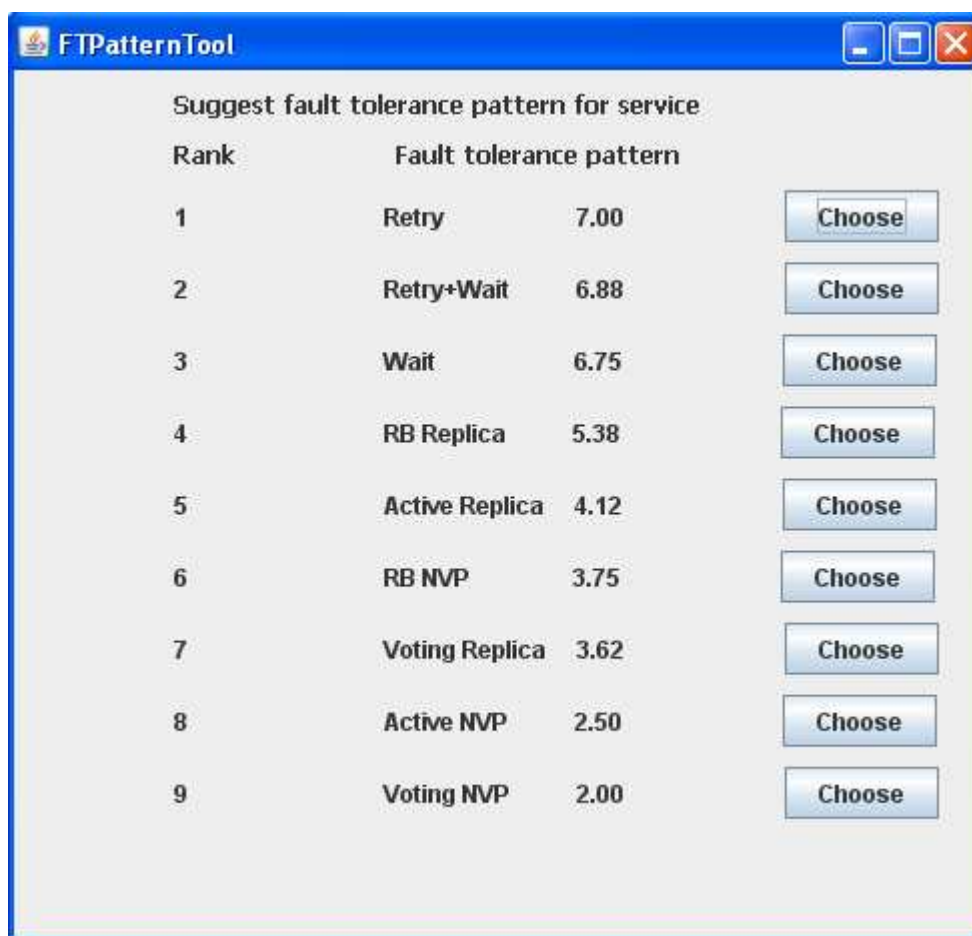 FTPatternTool
Suggest fault tolerance pattern for service
Rank Fault tolerance pattern
1 Retry 7.00 Choose
2 Retry+Wait 6.88 Choose
3 Wait 6.75 Choose
4 RB Replica 5.38 Choose
5 Active Replica 4.12 Choose
6 RB NVP 3.75 Choose
7 Voting Replica 3.62 Choose
8 Active NVP 2.50 Choose
9 Voting NVP 2.00 Choose